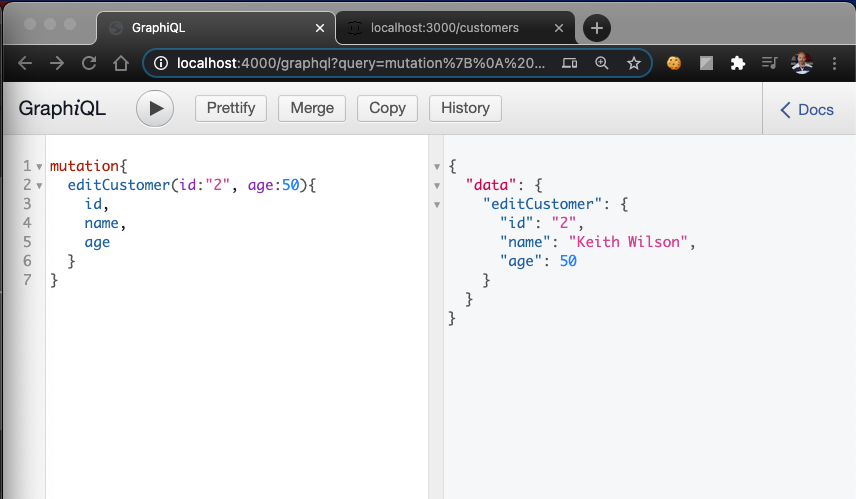 GraphiQL
localhost:3000/customers
localhost:4000/graphql?query=mutation%7B%0A%20...
GraphiQL
Prettify
Merge
Copy
History
Docs
1 mutation{
2 editCustomer(id:"2", age:50){
3 id,
4 name,
5 age
6 }
7 }
{
"data": {
"editCustomer": {
"id": "2",
"name": "Keith Wilson",
"age": 50
}
}
}